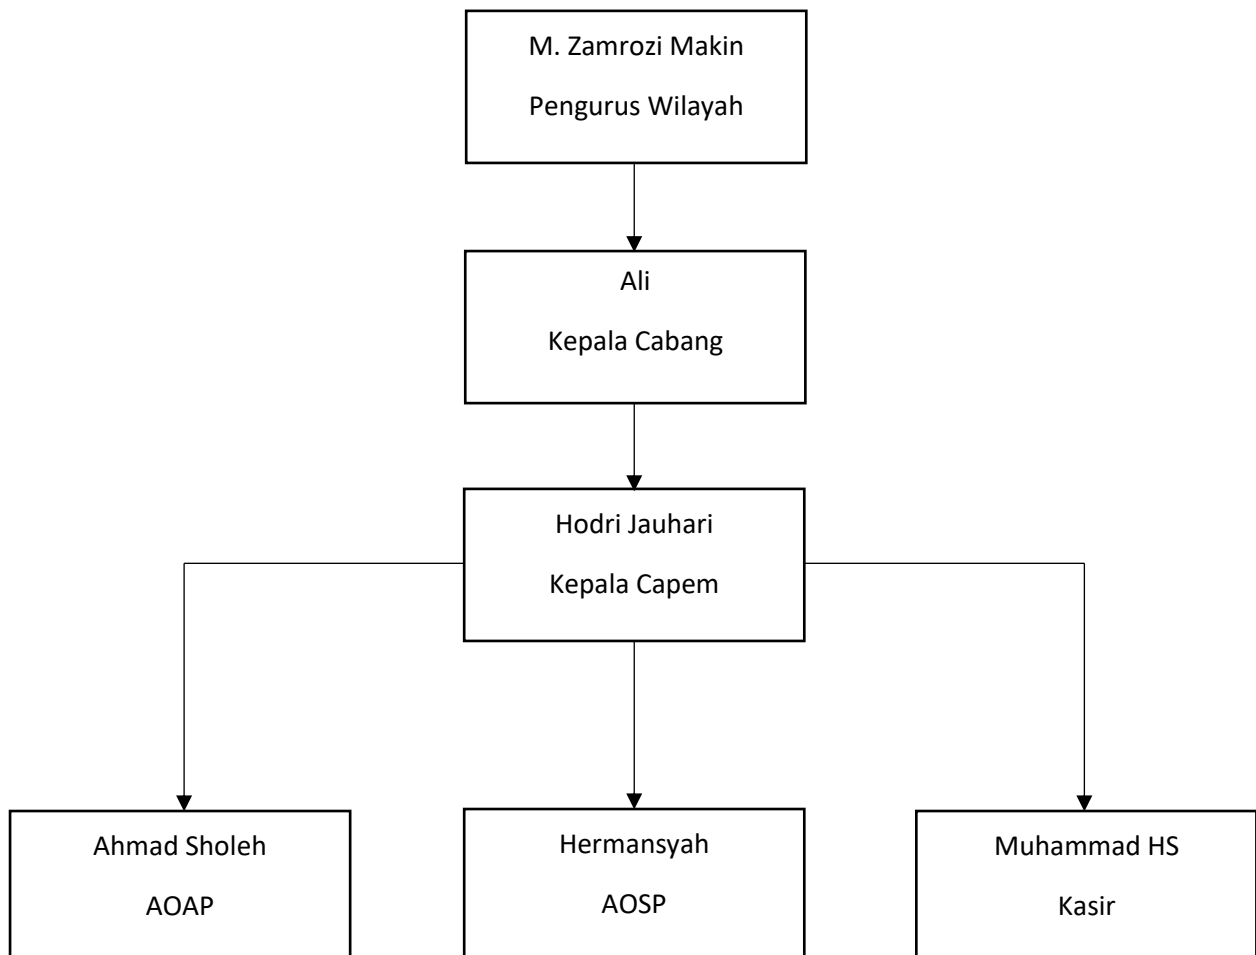 M. Zamrozi Makin
Pengurus Wilayah
Ali
Kepala Cabang
Hodri Jauhari
Kepala Capem
Ahmad Sholeh
AOAP
Hermansyah
AOSP
Muhammad HS
Kasir